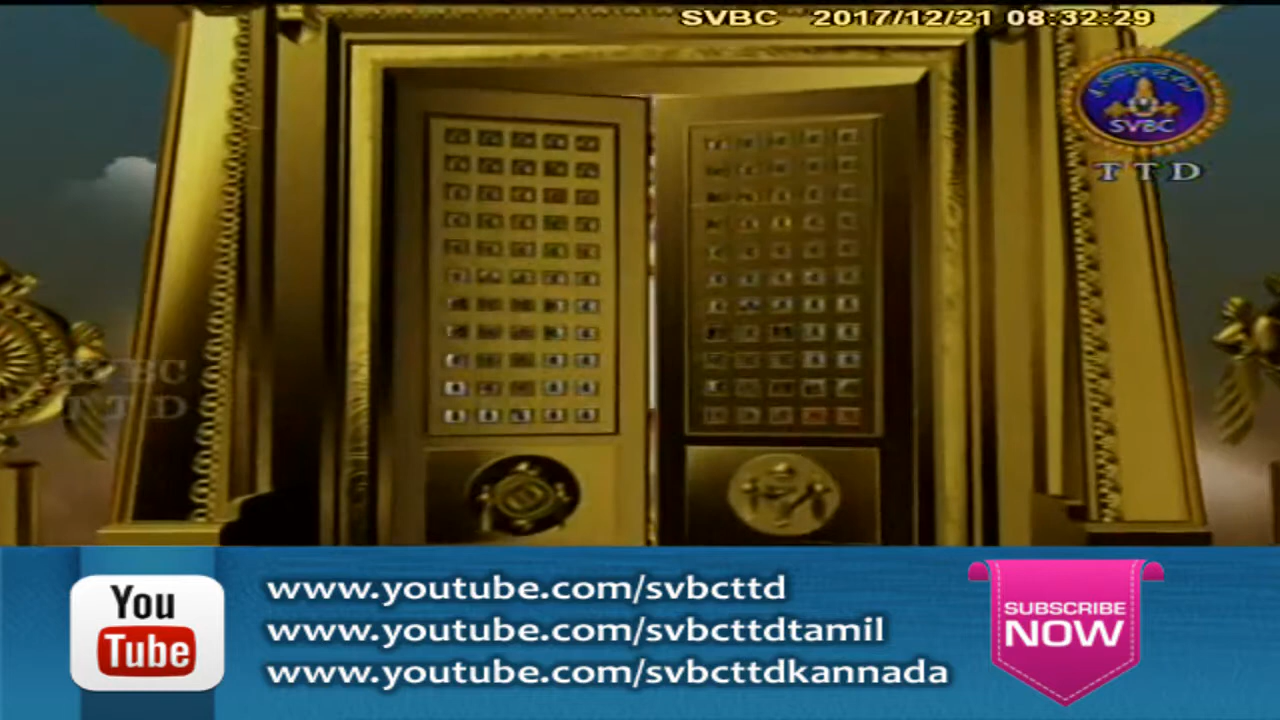 SVBC 2017/12/21 08:32:29
SVBC
TTD
SVBC
TTD
You
Tube
www.youtube.com/svbcttd
www.youtube.com/svbcttdtamil
www.youtube.com/svbcttdkannada
SUBSCRIBE
NOW